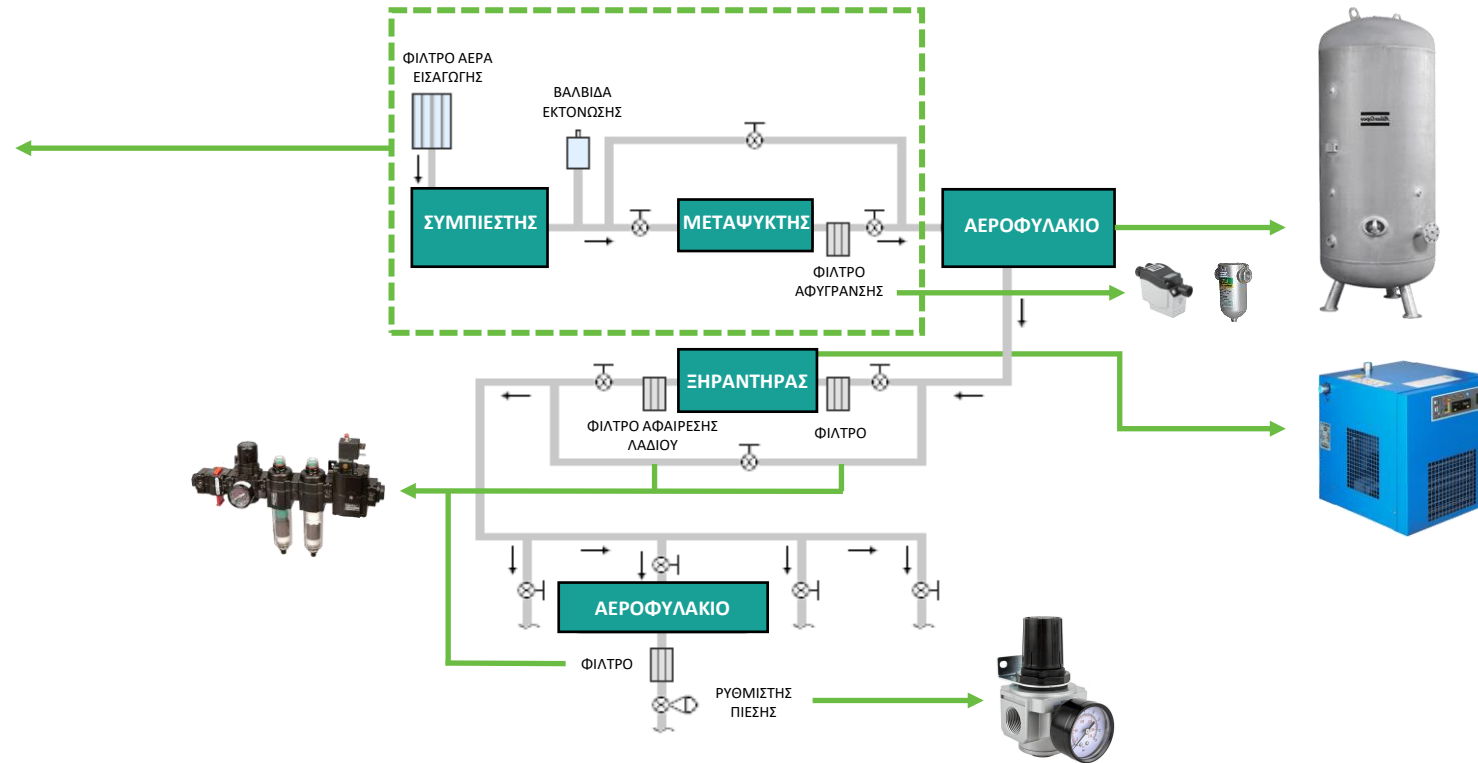 ΦΙΛΤΡΟ ΑΕΡΑ
ΕΙΣΑΓΩΓΗΣ
ΒΑΛΒΙΔΑ
ΕΚΤΟΝΩΣΗΣ
ΣΥΜΠΙΕΣΤΗΣ
ΜΕΤΑΨΥΚΤΗΣ
ΑΕΡΟΦΥΛΑΚΙΟ
ΦΙΛΤΡΟ
ΑΦΥΓΡΑΝΣΗΣ
ΞΗΡΑΝΤΗΡΑΣ
ΦΙΛΤΡΟ ΑΦΑΙΡΕΣΗΣ
ΛΑΔΙΟΥ
ΦΙΛΤΡΟ
ΑΕΡΟΦΥΛΑΚΙΟ
ΦΙΛΤΡΟ
ΡΥΘΜΙΣΤΗΣ
ΠΙΕΣΗΣ